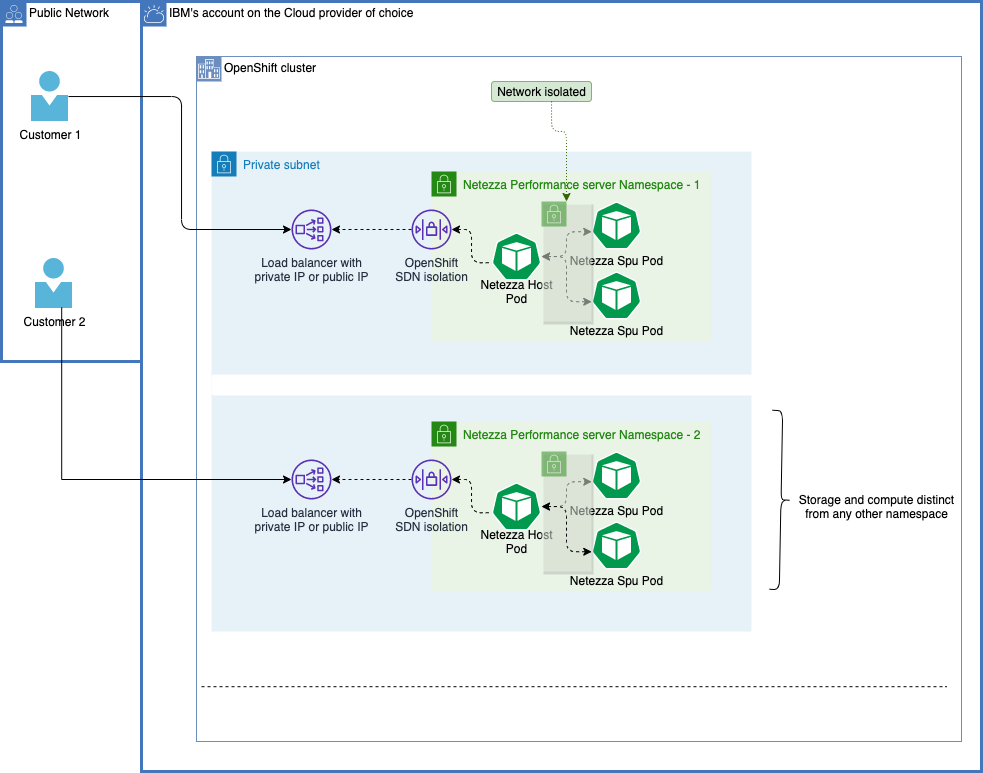 Public Network
IBM's account on the Cloud provider of choice
OpenShift cluster
Network isolated
Customer 1
Private subnet
Netezza Performance server Namespace - 1
Load balancer with
private IP or public IP
OpenShift
SDN isolation
Netezza Host
Pod
Netezza Spu Pod
Netezza Spu Pod
Customer 2
Netezza Performance server Namespace - 2
Load balancer with
private IP or public IP
OpenShift
SDN isolation
Netezza Host
Pod
Netezza Spu Pod
Netezza Spu Pod
Storage and compute distinct
from any other namespace